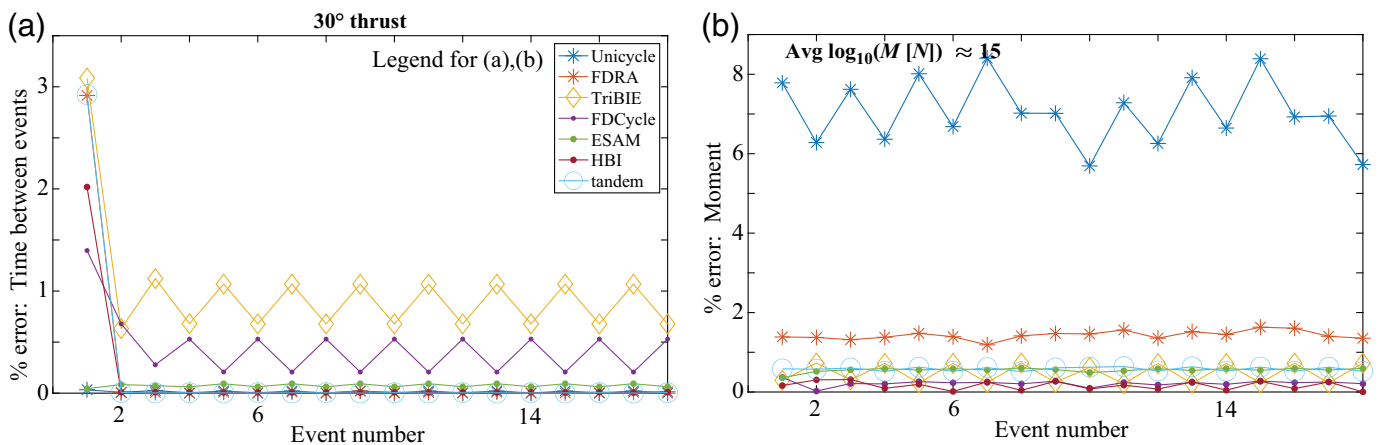 (a)
30° thrust
Legend for (a),(b)
Unicycle
FDRA
TriBIE
FDCycle
ESAM
HBI
tandem
% error: Time between events
3
2
1
0
2
6
14
Event number
(b)
Avg log₁₀(M [N]) ≈ 15
% error: Moment
8
6
4
2
0
2
6
14
Event number